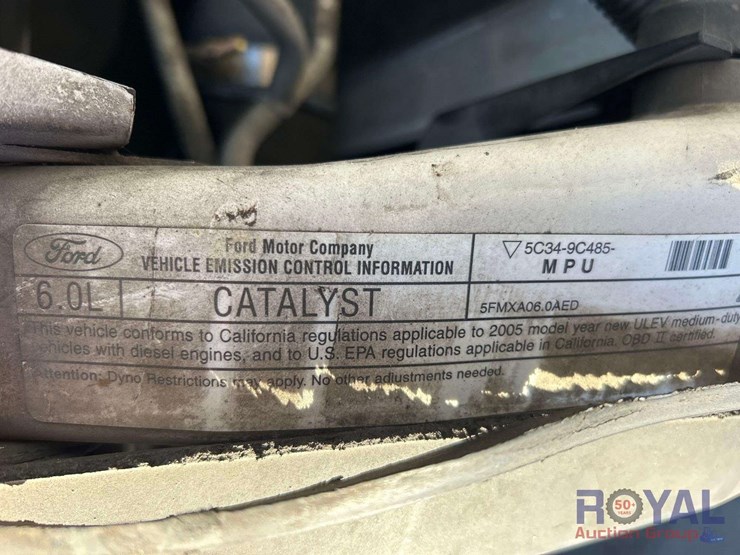 Ford
Ford Motor Company
VEHICLE EMISSION CONTROL INFORMATION
5C34-9C485-
MPU
6.0L
CATALYST
5FMXA06.0AED
This vehicle conforms to California regulations applicable to 2005 model year new ULEV medium-duty
vehicles with diesel engines, and to U.S. EPA regulations applicable in California. OBD II certified.
Attention: Dyno Restrictions may apply. No other adjustments needed.
ROYAL
50+
YEARS
Auction Group